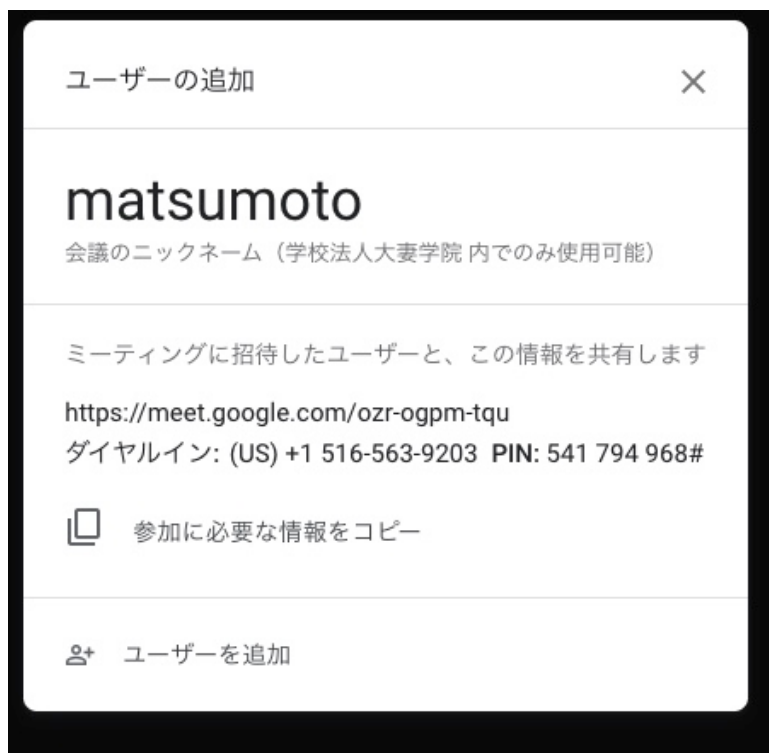 ユーザーの追加
matsumoto
会議のニックネーム（学校法人大妻学院 内でのみ使用可能）
ミーティングに招待したユーザーと、この情報を共有します
https://meet.google.com/ozr-ogpm-tqu
ダイヤルイン: (US) +1 516-563-9203 PIN: 541 794 968#
参加に必要な情報をコピー
ユーザーを追加